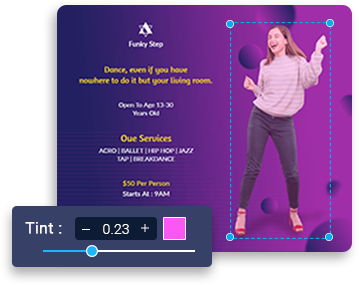 Funky Step
Dance, even if you have
nowhere to do it but your living room.
Open To Age 13-30
Years Old
Our Services
ACRO | BALLET | HIP HOP | JAZZ
TAP | BREAKDANCE
$50 Per Person
Starts At : 9AM
Tint : – 0.23 +